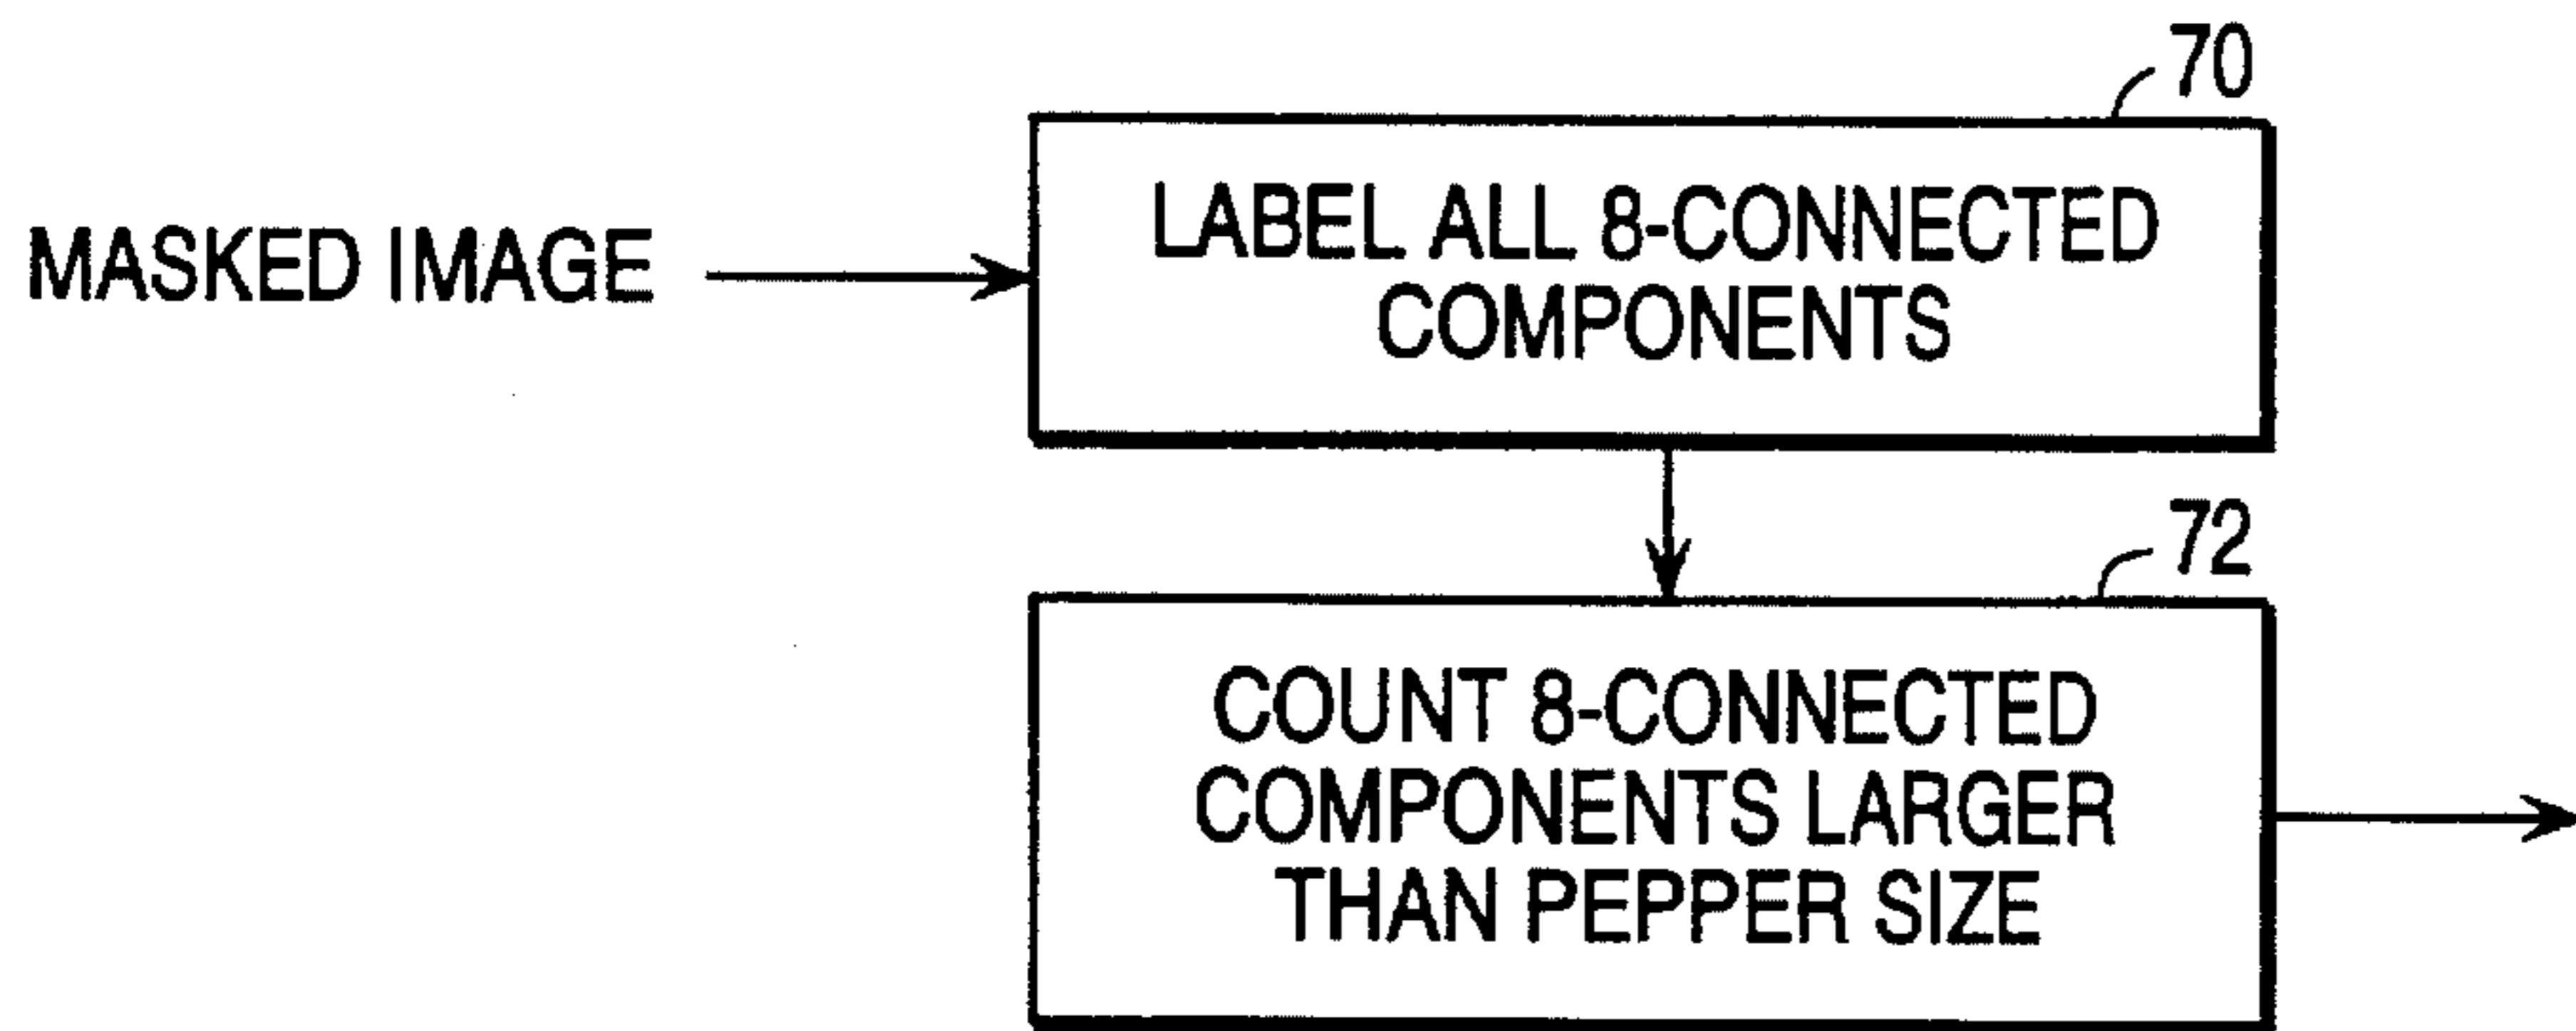 70
MASKED IMAGE
LABEL ALL 8-CONNECTED
COMPONENTS
72
COUNT 8-CONNECTED
COMPONENTS LARGER
THAN PEPPER SIZE